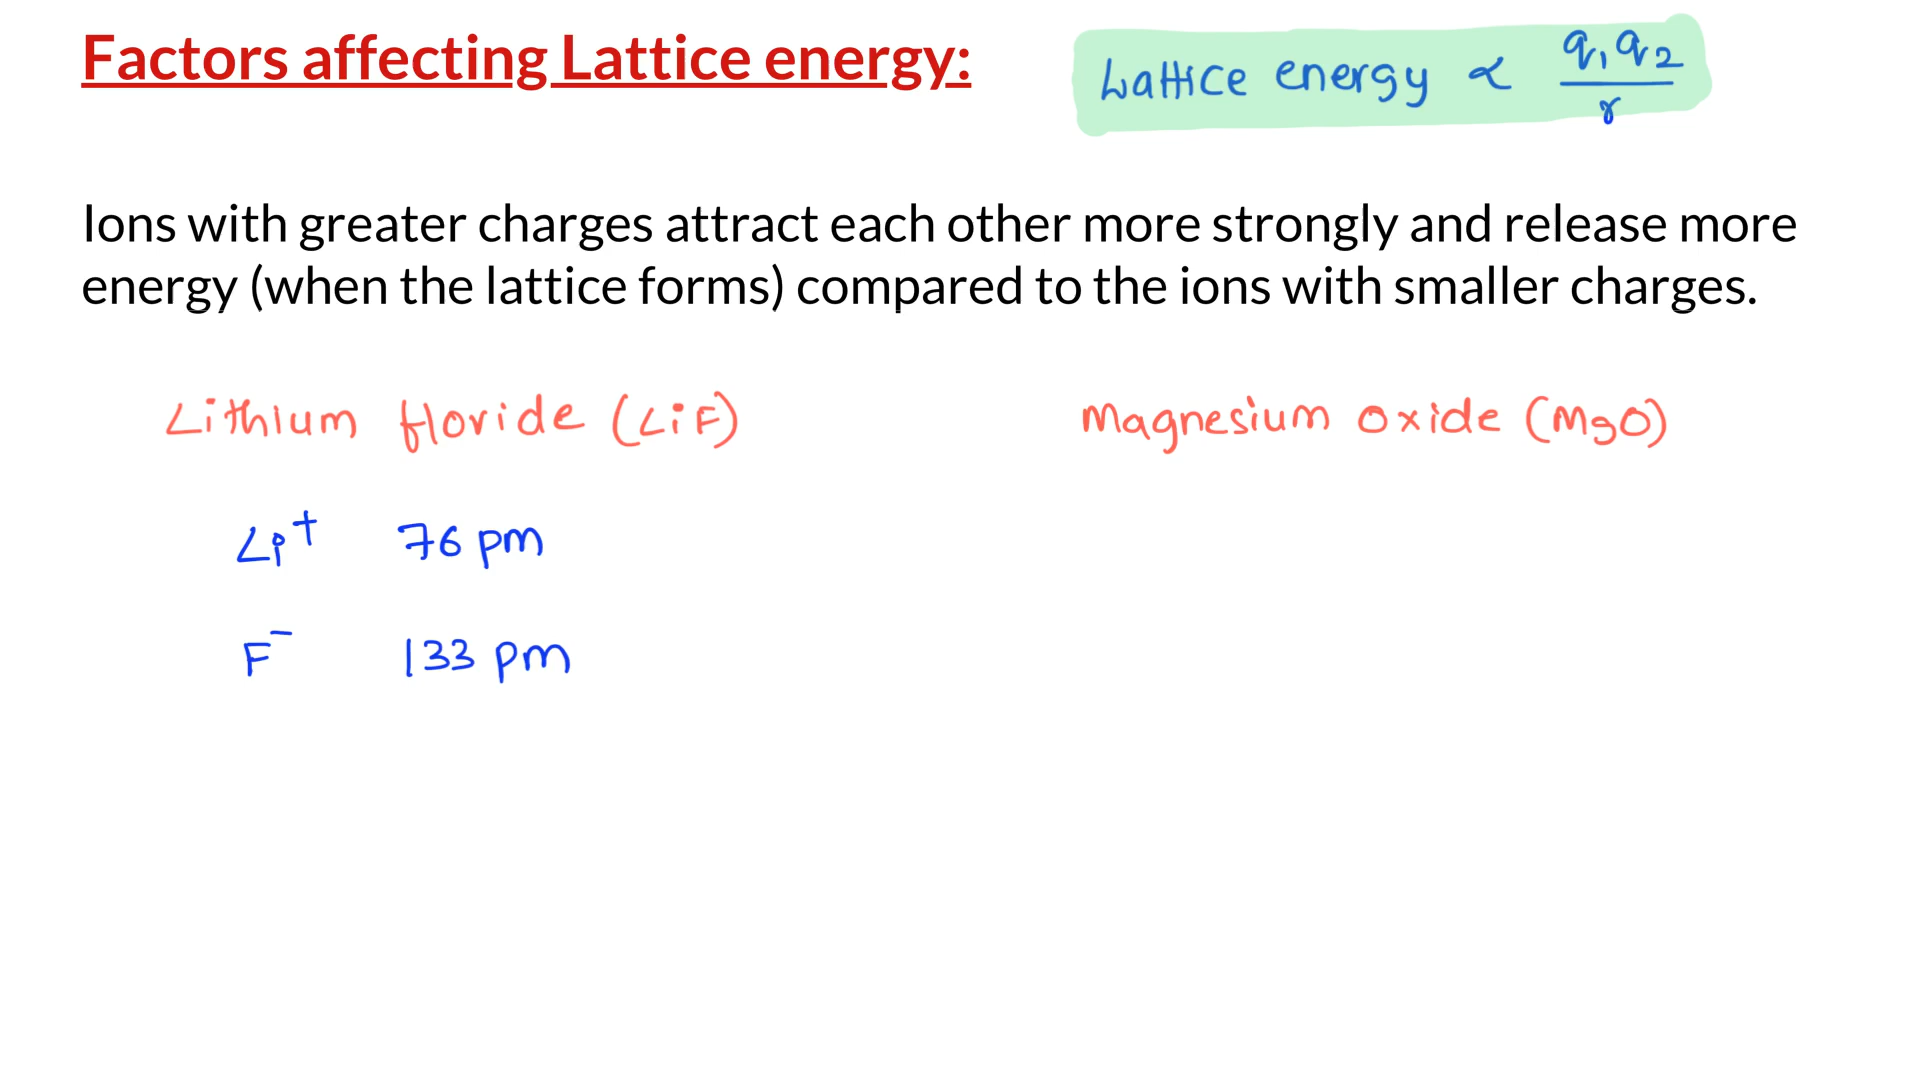 Factors affecting Lattice energy:
Lattice energy ∝ q₁q₂/r
Ions with greater charges attract each other more strongly and release more
energy (when the lattice forms) compared to the ions with smaller charges.
Lithium floride (LiF)
Magnesium oxide (MgO)
Li⁺ 76 pm
F⁻ 133 pm